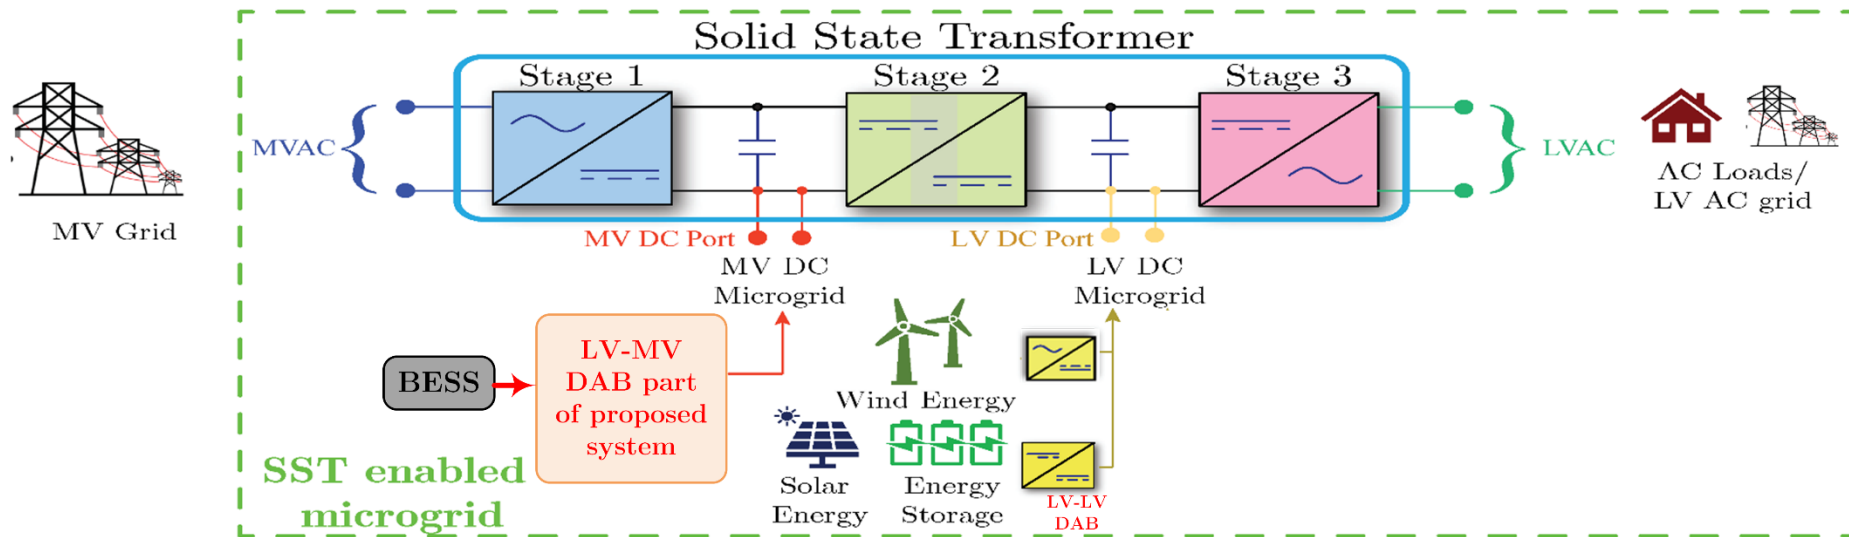 Solid State Transformer
Stage 1
Stage 2
Stage 3
MVAC
LVAC
MV Grid
AC Loads/
LV AC grid
MV DC Port
LV DC Port
MV DC
Microgrid
LV DC
Microgrid
BESS
LV-MV
DAB part
of proposed
system
Wind Energy
Solar
Energy
Energy
Storage
LV-LV
DAB
SST enabled
microgrid